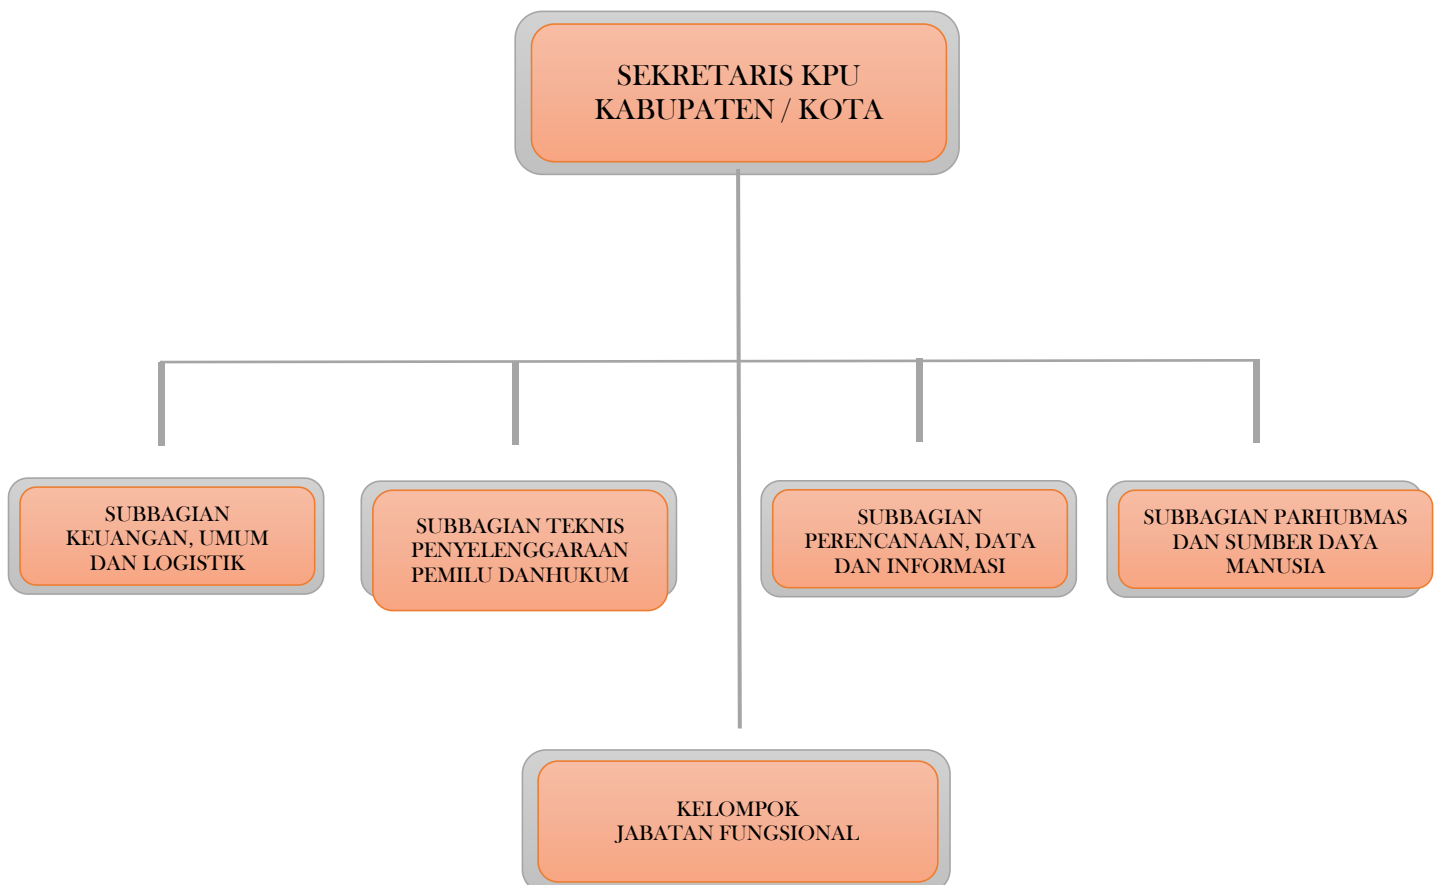 SEKRETARIS KPU
KABUPATEN / KOTA
SUBBAGIAN
KEUANGAN, UMUM
DAN LOGISTIK
SUBBAGIAN TEKNIS
PENYELENGGARAAN
PEMILU DANHUKUM
SUBBAGIAN
PERENCANAAN, DATA
DAN INFORMASI
SUBBAGIAN PARHUBMAS
DAN SUMBER DAYA
MANUSIA
KELOMPOK
JABATAN FUNGSIONAL